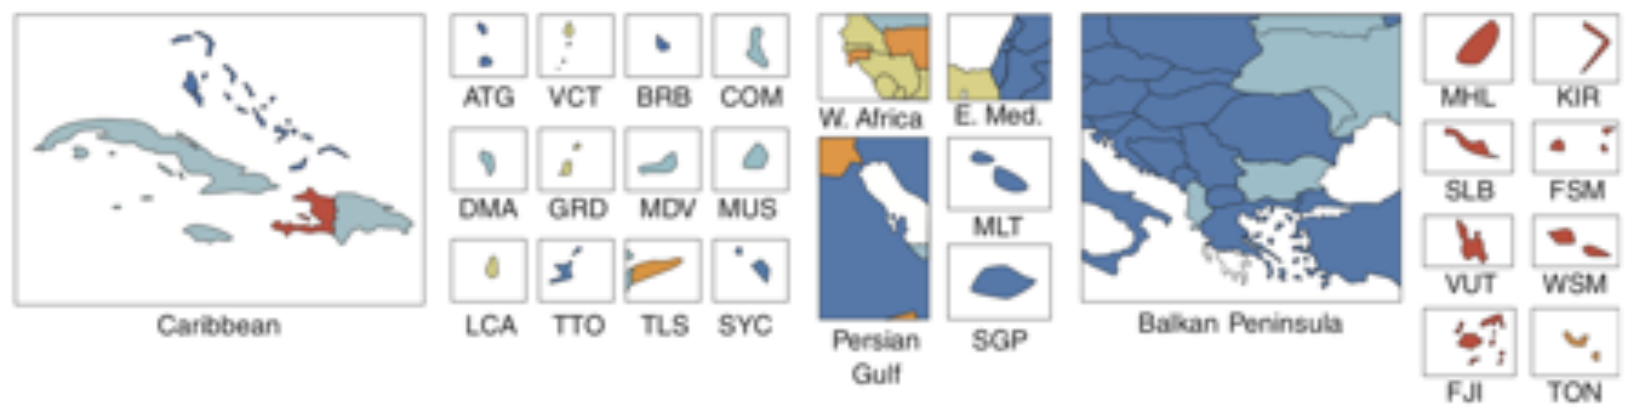 ATG VCT BRB COM
DMA GRD MDV MUS
LCA TTO TLS SYC
Caribbean
W. Africa E. Med.
MLT
Persian
Gulf
SGP
Balkan Peninsula
MHL KIR
SLB FSM
VUT WSM
FJI TON